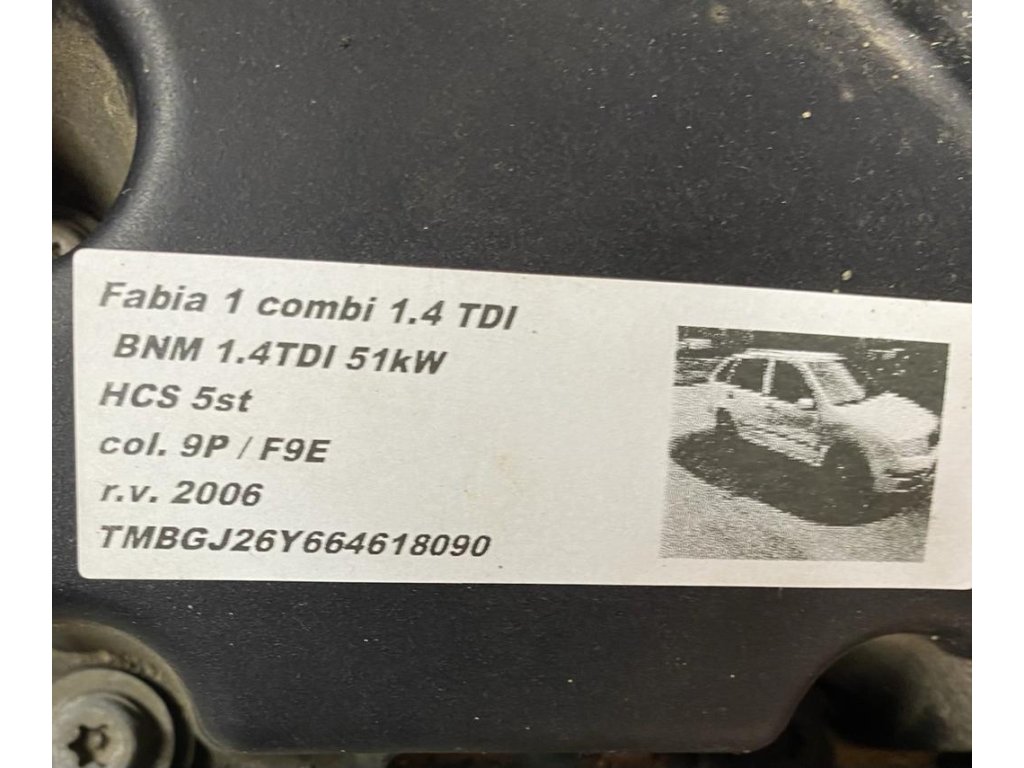 Fabia 1 combi 1.4 TDI
BNM 1.4TDI 51kW
HCS 5st
col. 9P / F9E
r.v. 2006
TMBGJ26Y664618090